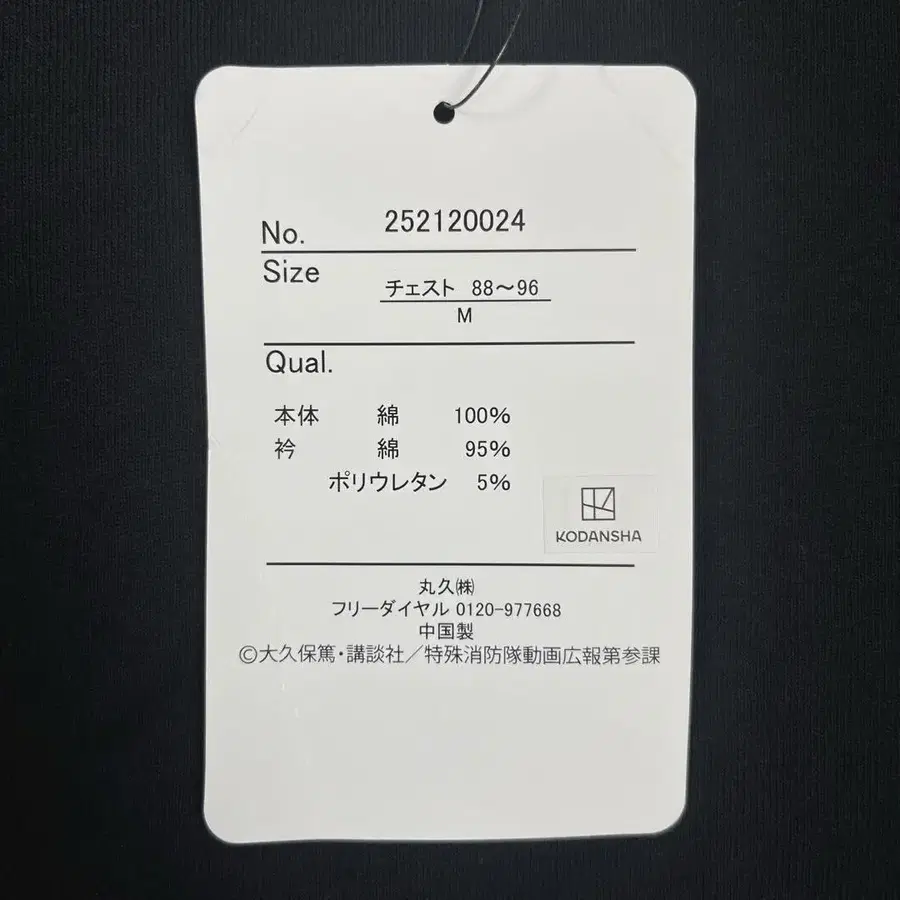 No. 252120024
Size
チェスト 88～96
M
Qual.
本体 綿 100%
衿 綿 95%
ポリウレタン 5%
KODANSHA
丸久㈱
フリーダイヤル 0120-977668
中国製
©大久保篤・講談社／特殊消防隊動画広報第参課